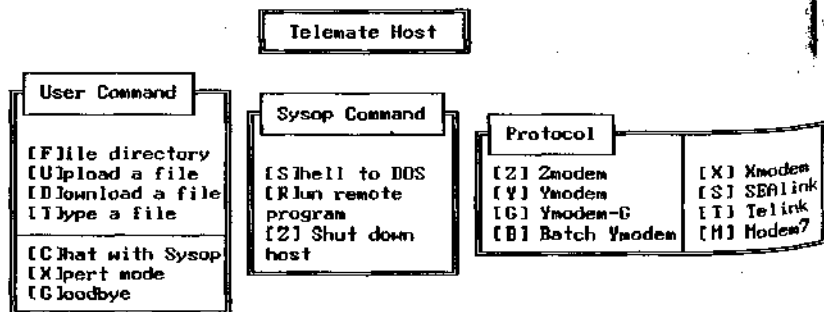 Telemate Host
User Command
[F]ile directory
[U]pload a file
[D]ownload a file
[T]ype a file
[C]hat with Sysop
[X]pert mode
[G]oodbye
Sysop Command
[S]hell to DOS
[R]un remote
program
[2] Shut down
host
Protocol
[Z] Zmodem
[Y] Ymodem
[G] Ymodem-G
[B] Batch Ymodem
[X] Xmodem
[S] SEAlink
[T] Telink
[M] Modem7